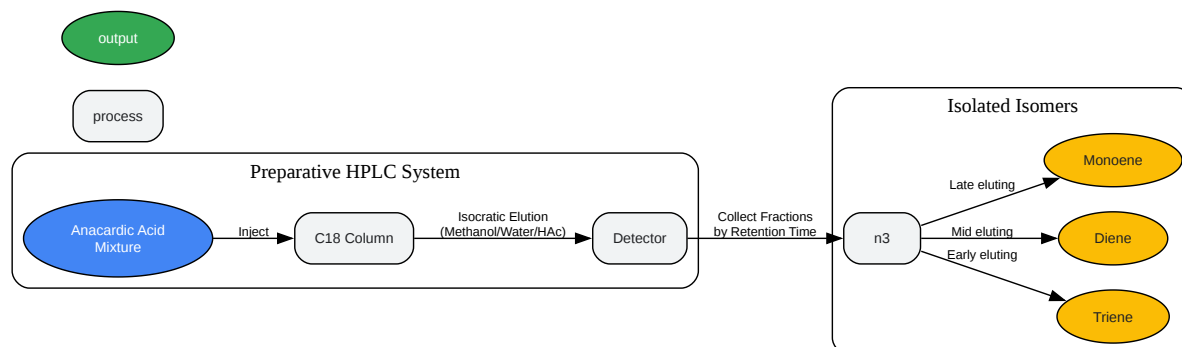 output
process
Preparative HPLC System
Isolated Isomers
Anacardic Acid
Mixture
Inject
C18 Column
Isocratic Elution
(Methanol/Water/HAc)
Detector
Collect Fractions
by Retention Time
n3
Late eluting
Mid eluting
Early eluting
Monoene
Diene
Triene